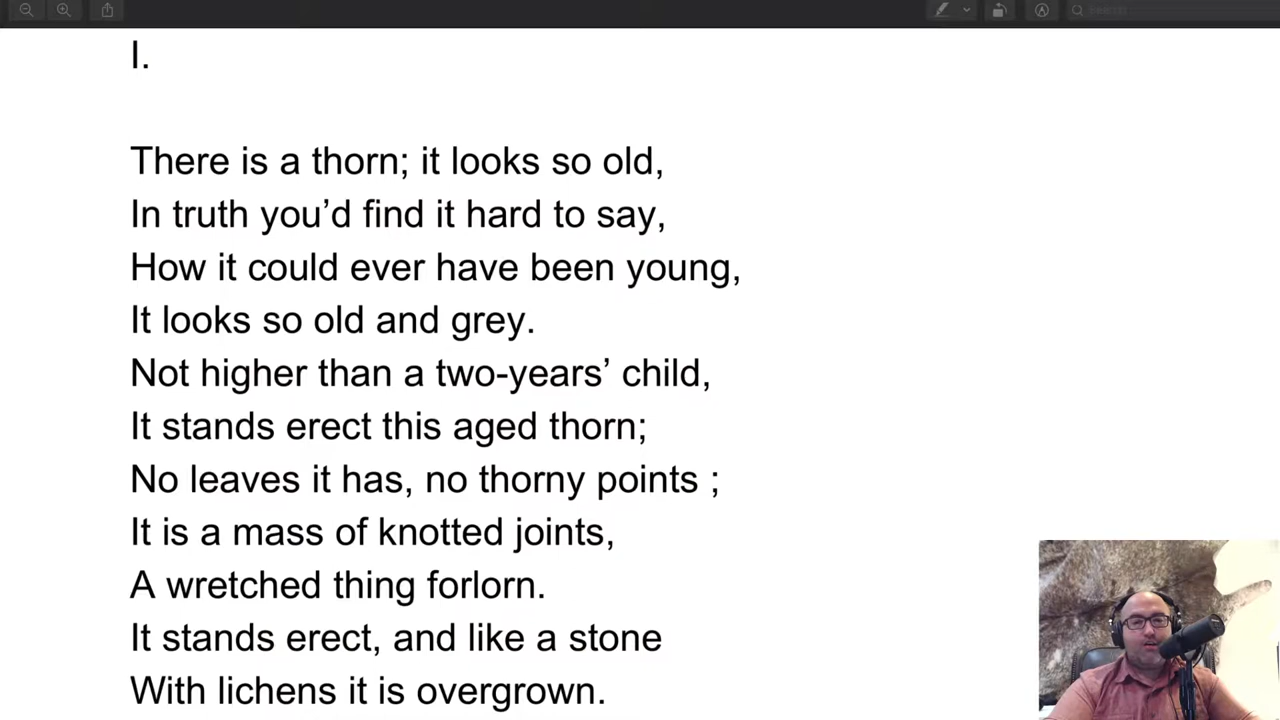 I.
There is a thorn; it looks so old,
In truth you’d find it hard to say,
How it could ever have been young,
It looks so old and grey.
Not higher than a two-years’ child,
It stands erect this aged thorn;
No leaves it has, no thorny points ;
It is a mass of knotted joints,
A wretched thing forlorn.
It stands erect, and like a stone
With lichens it is overgrown.